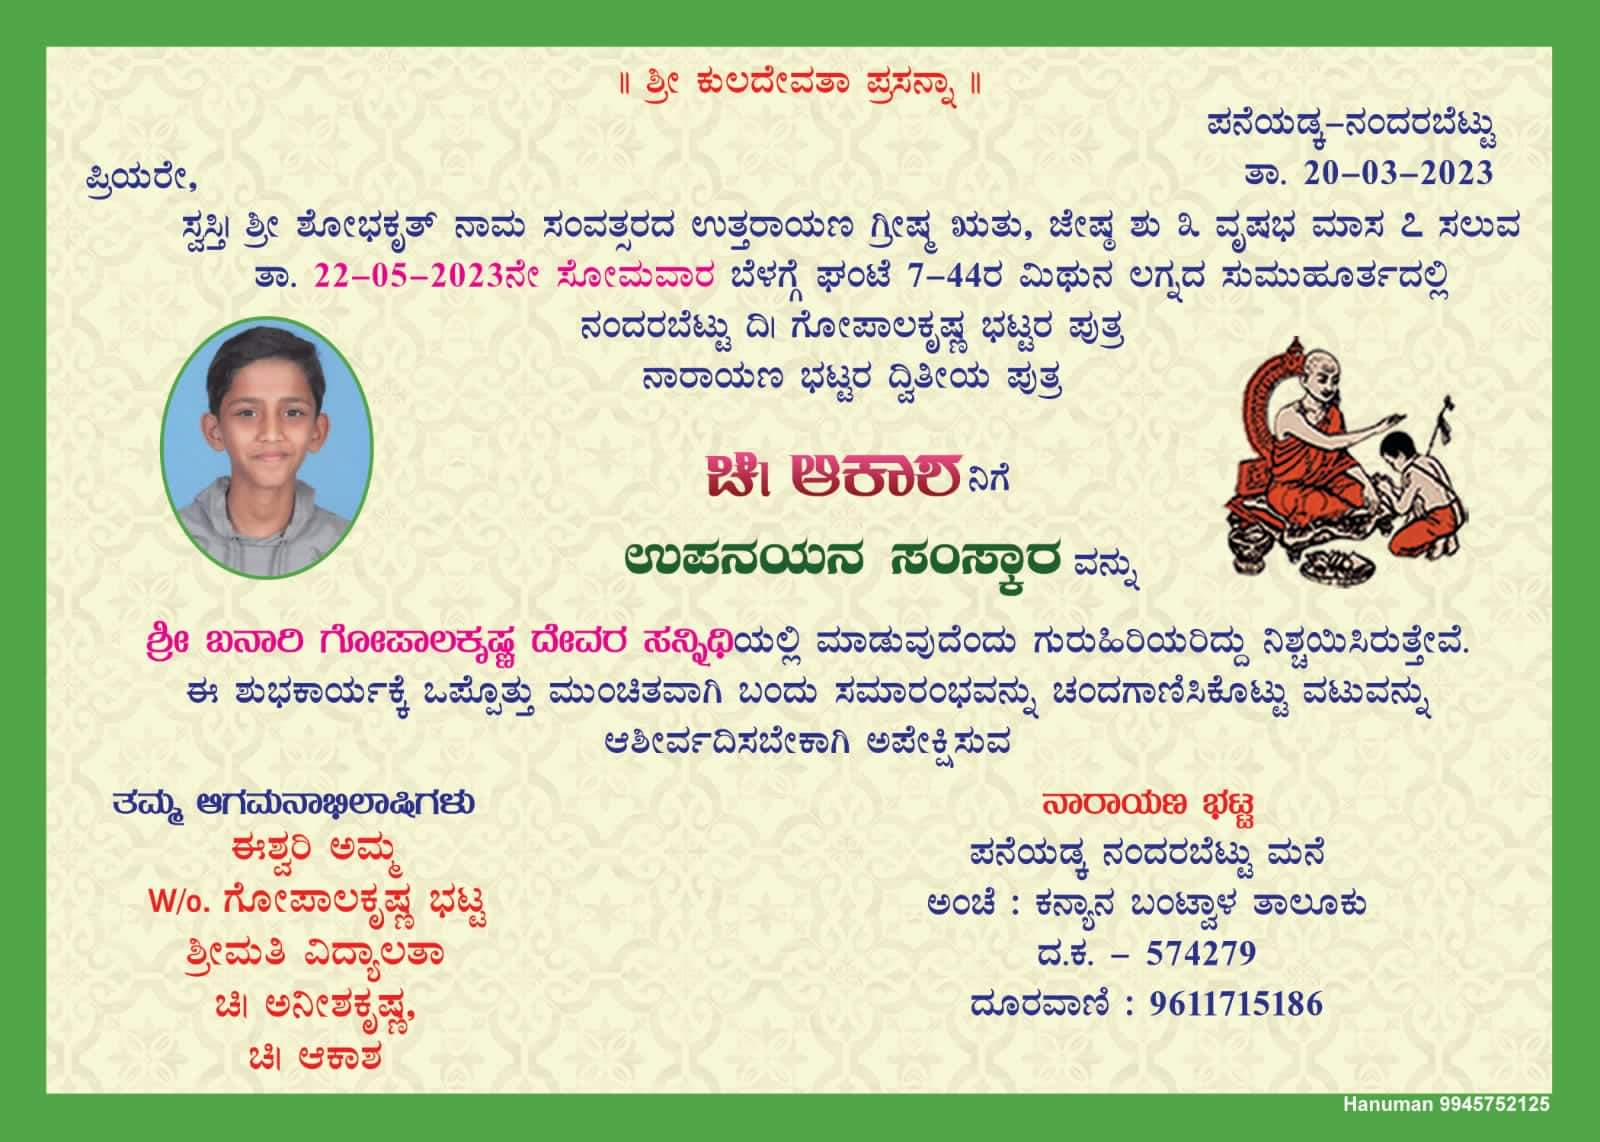 ॥ ಶ್ರೀ ಕುಲದೇವತಾ ಪ್ರಸನ್ನಾ ॥
ಪನೆಯಡ್ಕ-ನಂದರಬೆಟ್ಟು
ತಾ. 20-03-2023
ಪ್ರಿಯರೇ,
ಸ್ವಸ್ತಿ। ಶ್ರೀ ಶೋಭಕೃತ್ ನಾಮ ಸಂವತ್ಸರದ ಉತ್ತರಾಯಣ ಗ್ರೀಷ್ಮ ಋತು, ಜೇಷ್ಠ ಶು ೩ ವೃಷಭ ಮಾಸ ೭ ಸಲುವ
ತಾ. 22-05-2023ನೇ ಸೋಮವಾರ ಬೆಳಗ್ಗೆ ಘಂಟೆ 7-44ರ ಮಿಥುನ ಲಗ್ನದ ಸುಮುಹೂರ್ತದಲ್ಲಿ
ನಂದರಬೆಟ್ಟು ದಿ। ಗೋಪಾಲಕೃಷ್ಣ ಭಟ್ಟರ ಪುತ್ರ
ನಾರಾಯಣ ಭಟ್ಟರ ದ್ವಿತೀಯ ಪುತ್ರ
ಚಿ। ಆಕಾಶನಿಗೆ
ಉಪನಯನ ಸಂಸ್ಕಾರ ವನ್ನು
ಶ್ರೀ ಬನಾರಿ ಗೋಪಾಲಕೃಷ್ಣ ದೇವರ ಸನ್ನಿಧಿಯಲ್ಲಿ ಮಾಡುವುದೆಂದು ಗುರುಹಿರಿಯರಿದ್ದು ನಿಶ್ಚಯಿಸಿರುತ್ತೇವೆ.
ಈ ಶುಭಕಾರ್ಯಕ್ಕೆ ಒಪ್ಪೊತ್ತು ಮುಂಚಿತವಾಗಿ ಬಂದು ಸಮಾರಂಭವನ್ನು ಚಂದಗಾಣಿಸಿಕೊಟ್ಟು ವಟುವನ್ನು
ಆಶೀರ್ವದಿಸಬೇಕಾಗಿ ಅಪೇಕ್ಷಿಸುವ
ತಮ್ಮ ಆಗಮನಾಭಿಲಾಷಿಗಳು
ಈಶ್ವರಿ ಅಮ್ಮ
W/o. ಗೋಪಾಲಕೃಷ್ಣ ಭಟ್ಟ
ಶ್ರೀಮತಿ ವಿದ್ಯಾಲತಾ
ಚಿ। ಅನೀಶಕೃಷ್ಣ,
ಚಿ। ಆಕಾಶ
ನಾರಾಯಣ ಭಟ್ಟ
ಪನೆಯಡ್ಕ ನಂದರಬೆಟ್ಟು ಮನೆ
ಅಂಚೆ : ಕನ್ಯಾನ ಬಂಟ್ವಾಳ ತಾಲೂಕು
ದ.ಕ. - 574279
ದೂರವಾಣಿ : 9611715186
Hanuman 9945752125